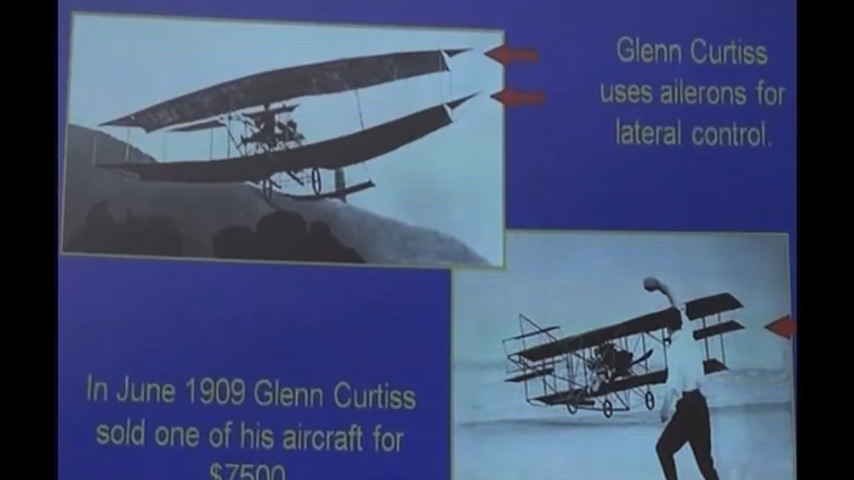 Glenn Curtiss
uses ailerons for
lateral control.
In June 1909 Glenn Curtiss
sold one of his aircraft for
$7500